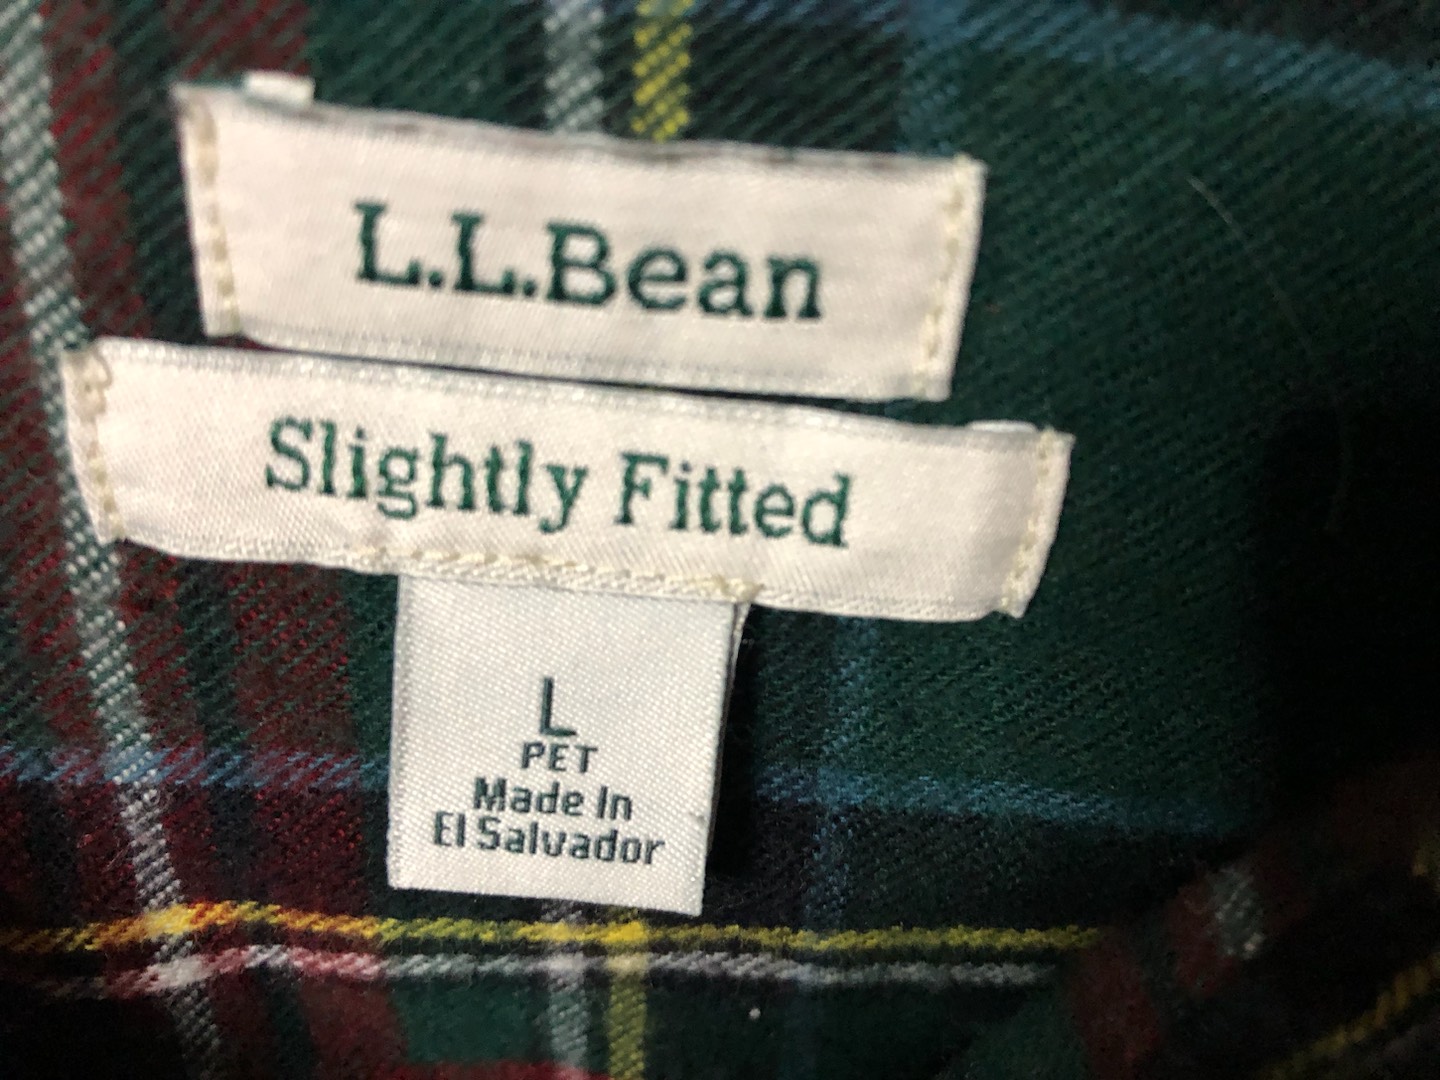 L.L.Bean
Slightly Fitted
L
PET
Made In
El Salvador